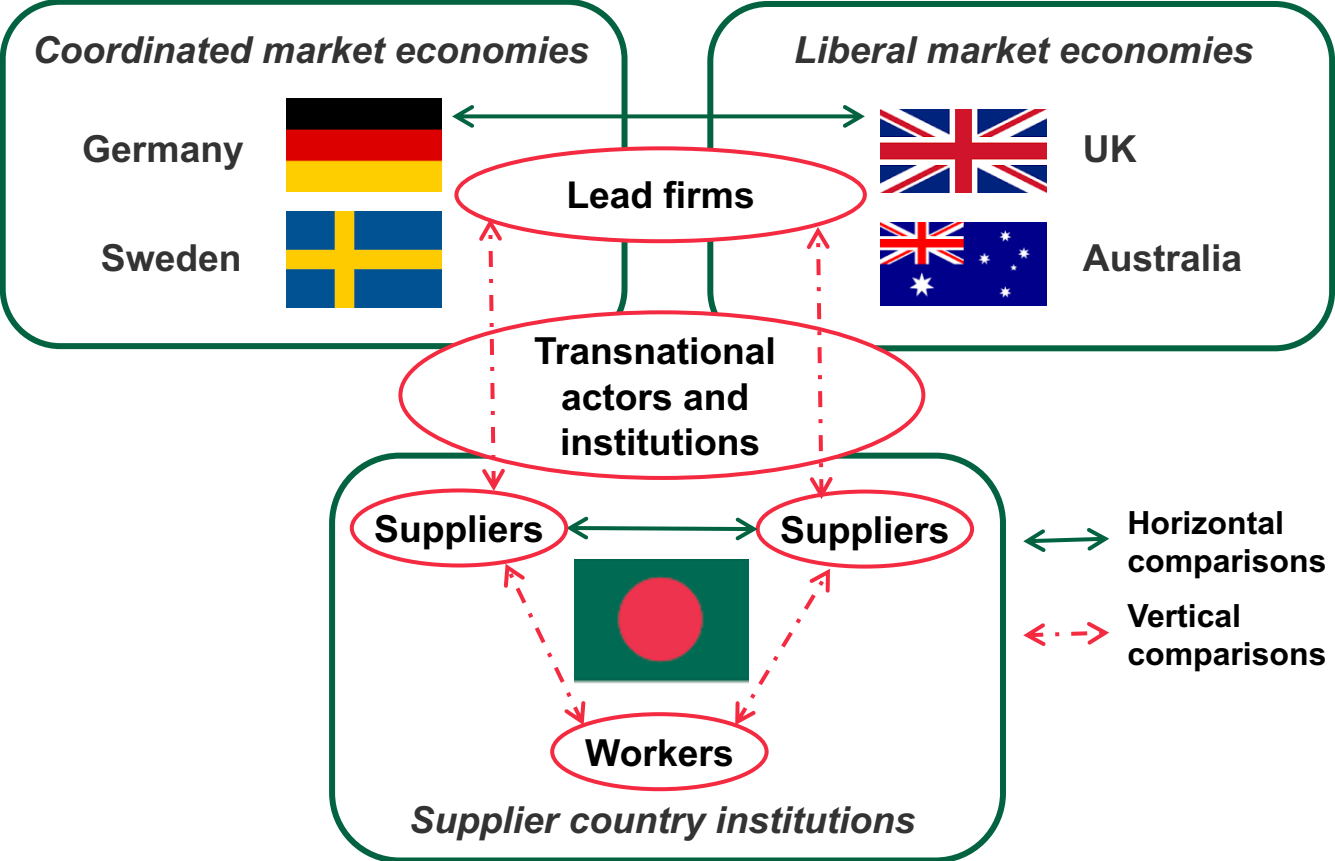 Coordinated market economies
Liberal market economies
Germany
UK
Lead firms
Sweden
Australia
Transnational
actors and
institutions
Suppliers
Suppliers
Horizontal
comparisons
Vertical
comparisons
Workers
Supplier country institutions